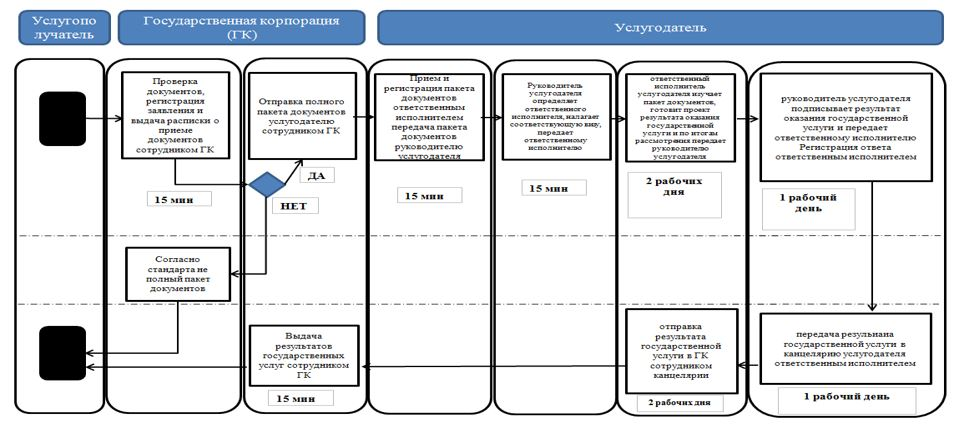 Услугопо
лучатель
Государственная корпорация
(ГК)
Услугодатель
Проверка
документов,
регистрация
заявления и
выдача расписки о
приеме
документов сотрудником ГК
15 мин
Отправка полного
пакета документов
услугодателю
сотрудником ГК
ДА
НЕТ
Прием и
регистрация пакета
документов
ответственным
исполнителем
передача пакета
документов
руководителю
услугодателя
15 мин
Руководитель
услугодателя
определяет
ответственного
исполнителя, налагает
соответствующую визу,
передает
ответственному
исполнителю
15 мин
ответственный
исполнитель
услугодателя изучает
пакет документов,
готовит проект
результата оказания
государственной
услуги и по итогам
рассмотрения передает
руководителю
услугодателя
2 рабочих
дня
руководитель услугодателя
подписывает результат
оказания государственной
услуги и передает
ответственному исполнителю
Регистрация ответа
ответственным исполнителем
1 рабочий
день
Согласно
стандарта не
полный пакет
документов
Выдача
результатов
государственных
услуг сотрудником
ГК
15 мин
отправка
результата
государственной
услуги в ГК
сотрудником
канцелярии
2 рабочих дня
передача резульиаиа
государственной услуги в
канцелярию услугодателя
ответственным исполнителем
1 рабочий день